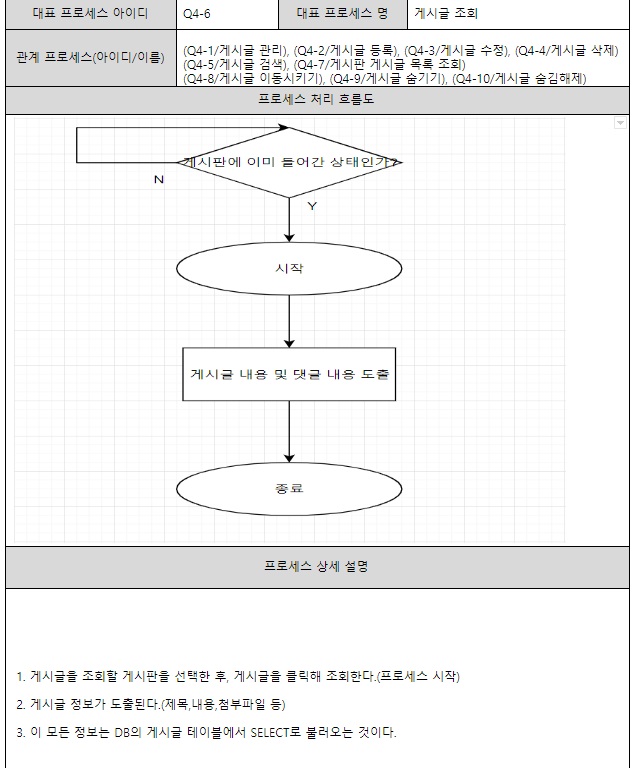 대표 프로세스 아이디
Q4-6
대표 프로세스 명
게시글 조회
관계 프로세스(아이디/이름)
(Q4-1/게시글 관리), (Q4-2/게시글 등록), (Q4-3/게시글 수정), (Q4-4/게시글 삭제)
(Q4-5/게시글 검색), (Q4-7/게시판 게시글 목록 조회)
(Q4-8/게시글 이동시키기), (Q4-9/게시글 숨기기), (Q4-10/게시글 숨김해제)
프로세스 처리 흐름도
게시판에 이미 들어간 상태인가?
N
Y
시작
게시글 내용 및 댓글 내용 도출
종료
프로세스 상세 설명
1. 게시글을 조회할 게시판을 선택한 후, 게시글을 클릭해 조회한다.(프로세스 시작)
2. 게시글 정보가 도출된다.(제목,내용,첨부파일 등)
3. 이 모든 정보는 DB의 게시글 테이블에서 SELECT로 불러오는 것이다.